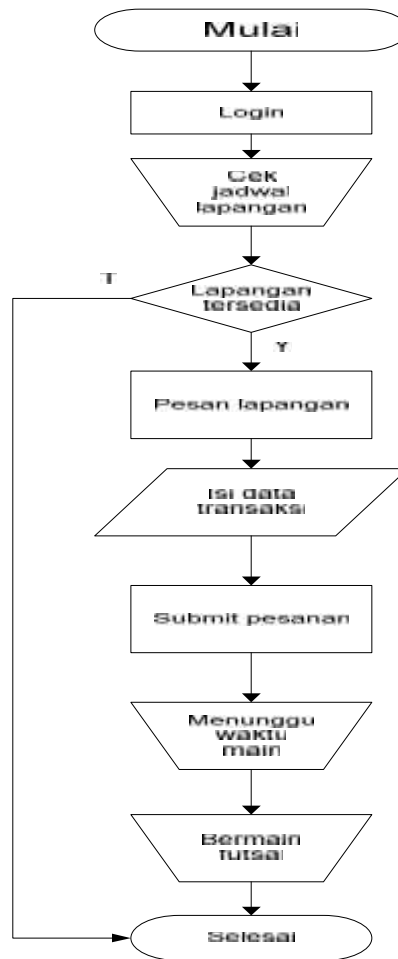 Mulai
Login
Cek
jadwal
lapangan
T
Lapangan
tersedia
Y
Pesan lapangan
Isi data
transaksi
Submit pesanan
Menunggu
waktu
main
Bermain
futsal
Selesai